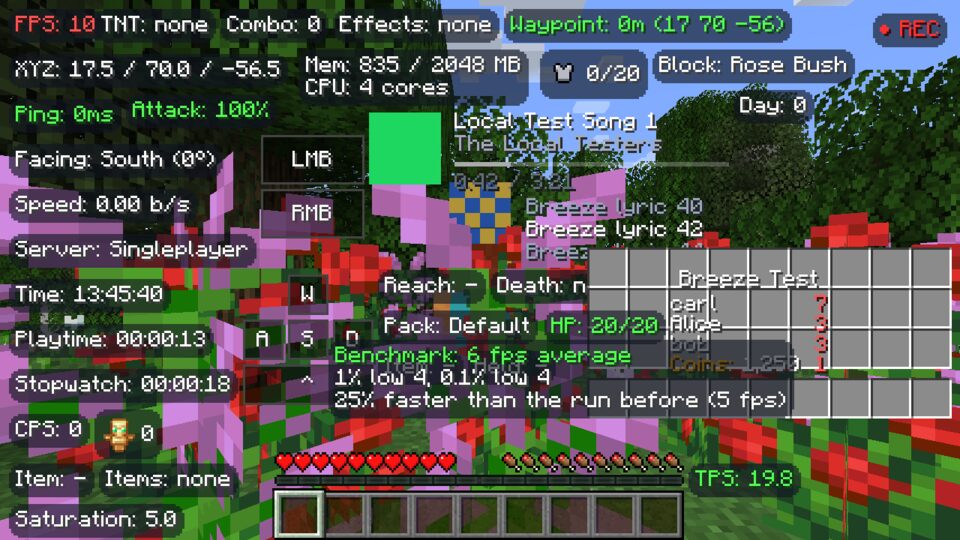 FPS: 10 TNT: none Combo: 0 Effects: none Waypoint: 0m (17 70 -56) REC
XYZ: 17.5 / 70.0 / -56.5
Mem: 835 / 2048 MB
CPU: 4 cores
0/20
Block: Rose Bush
Day: 0
Ping: 0ms
Attack: 100%
Local Test Song 1
The Local Testers
Facing: South (0°)
LMB
0:42
Breeze lyric 40
Speed: 0.00 b/s
RMB
Breeze lyric 42
Server: Singleplayer
Breeze
Time: 13:45:40
W
Reach: -
Death: n
Breeze Test
carl 7
Alice 3
bob 3
Coins: 1,250 1
Playtime: 00:00:13
A S D
Pack: Default
HP: 20/20
Benchmark: 6 fps average
1% low 4, 0.1% low 4
25% faster than the run before (5 fps)
Stopwatch: 00:00:18
^
CPS: 0
0
Item: - Items: none
TPS: 19.8
Saturation: 5.0